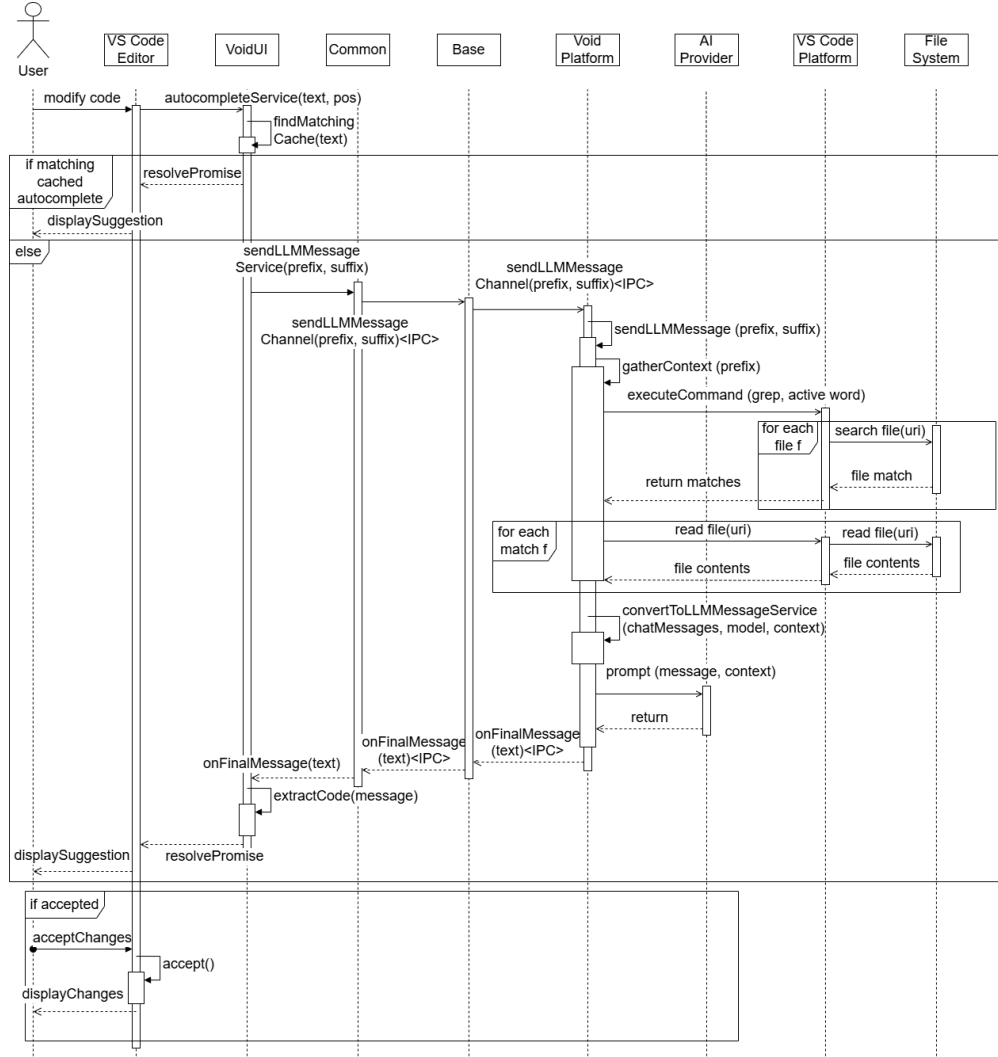 User
VS Code
Editor
VoidUI
Common
Base
Void
Platform
AI
Provider
VS Code
Platform
File
System
modify code
autocompleteService(text, pos)
findMatching
Cache(text)
if matching
cached
autocomplete
resolvePromise
displaySuggestion
else
sendLLMMessage
Service(prefix, suffix)
sendLLMMessage
Channel(prefix, suffix)<IPC>
sendLLMMessage
Channel(prefix, suffix)<IPC>
sendLLMMessage (prefix, suffix)
gatherContext (prefix)
executeCommand (grep, active word)
for each
file f
search file(uri)
file match
return matches
for each
match f
read file(uri)
read file(uri)
file contents
file contents
convertToLLMMessageService
(chatMessages, model, context)
prompt (message, context)
return
onFinalMessage
(text)<IPC>
onFinalMessage
(text)<IPC>
onFinalMessage(text)
extractCode(message)
resolvePromise
displaySuggestion
if accepted
acceptChanges
accept()
displayChanges